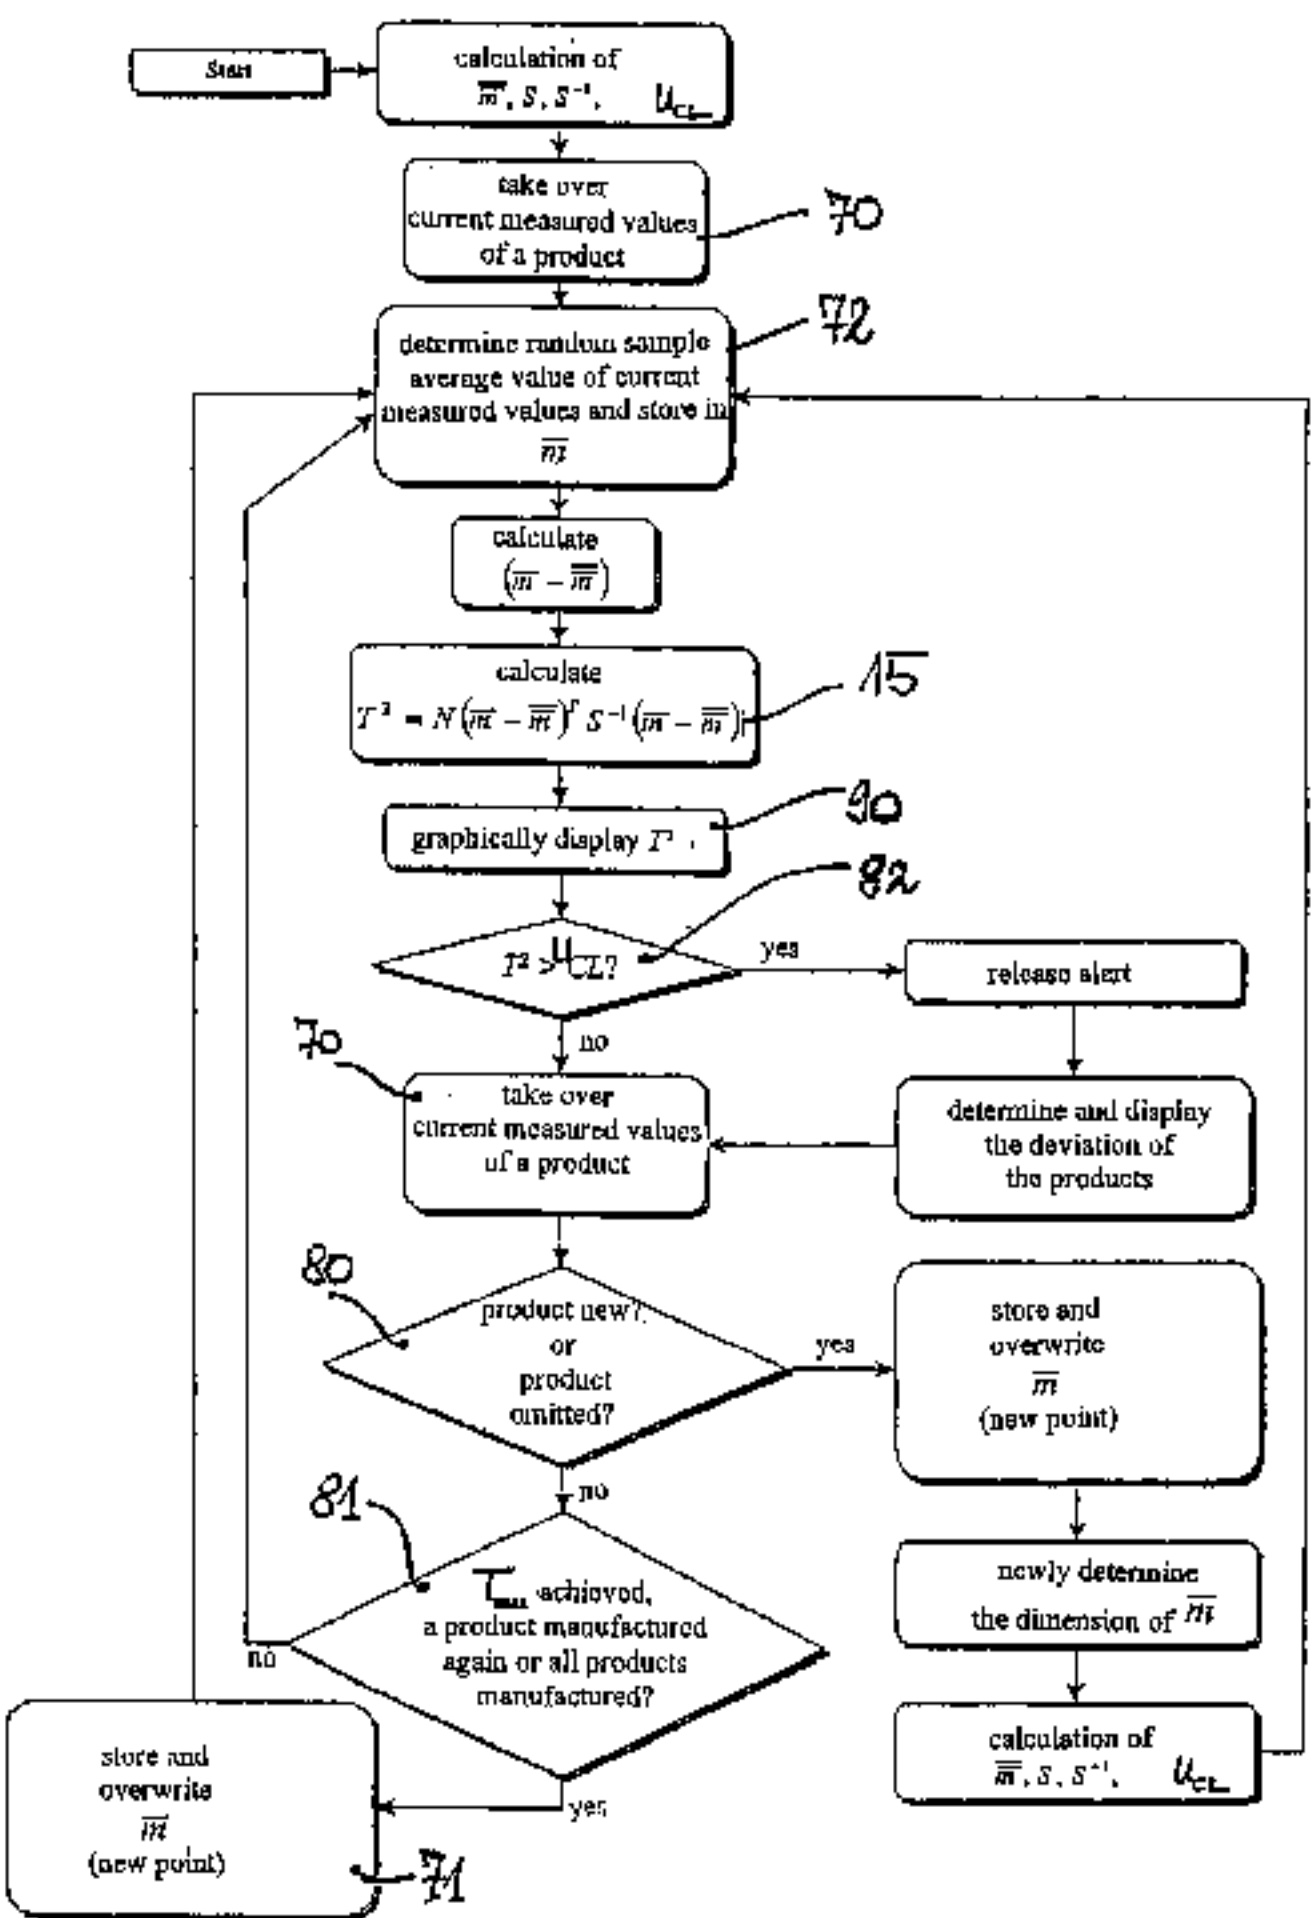 Start
calculation of
m̿, S, S⁻¹, U_CL
take over
current measured values
of a product
70
determine random sample
average value of current
measured values and store in
m̅
72
calculate
(m̅ − m̿)
calculate
T² = N(m̅ − m̿)ᵀ S⁻¹(m̅ − m̿)
15
graphically display T²
90
82
T² > UCL?
yes
release alert
no
70
take over
current measured values
of a product
determine and display
the deviation of
the products
80
product new?
or
product
omitted?
yes
store and
overwrite
m̅
(new point)
no
81
achieved,
a product manufactured
again or all products
manufactured?
no
yes
newly determine
the dimension of m̅
calculation of
m̿, S, S⁻¹, U_CL
store and
overwrite
m̅
(new point)
71